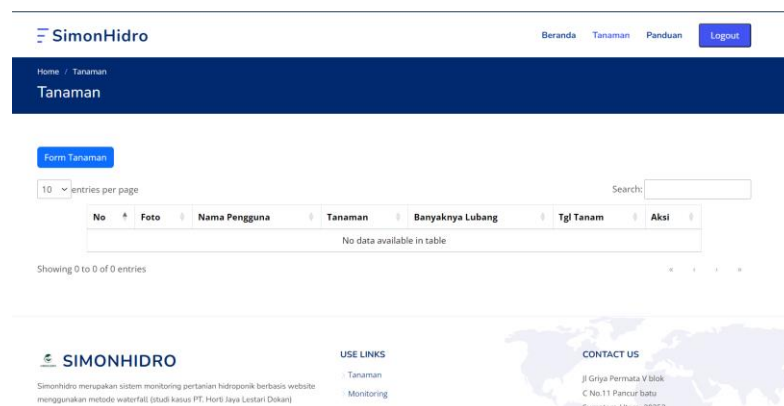 SimonHidro
Beranda Tanaman Panduan Logout
Home / Tanaman
Tanaman
Form Tanaman
10 entries per page
Search:
No Foto Nama Pengguna Tanaman Banyaknya Lubang Tgl Tanam Aksi
No data available in table
Showing 0 to 0 of 0 entries
« ‹ › »
SIMONHIDRO
Simonhidro merupakan sistem monitoring pertanian hidroponik berbasis website
menggunakan metode waterfall (studi kasus PT. Horti Jaya Lestari Dokan)
USE LINKS
Tanaman
Monitoring
CONTACT US
Jl Griya Permata V blok
C No.11 Pancur batu